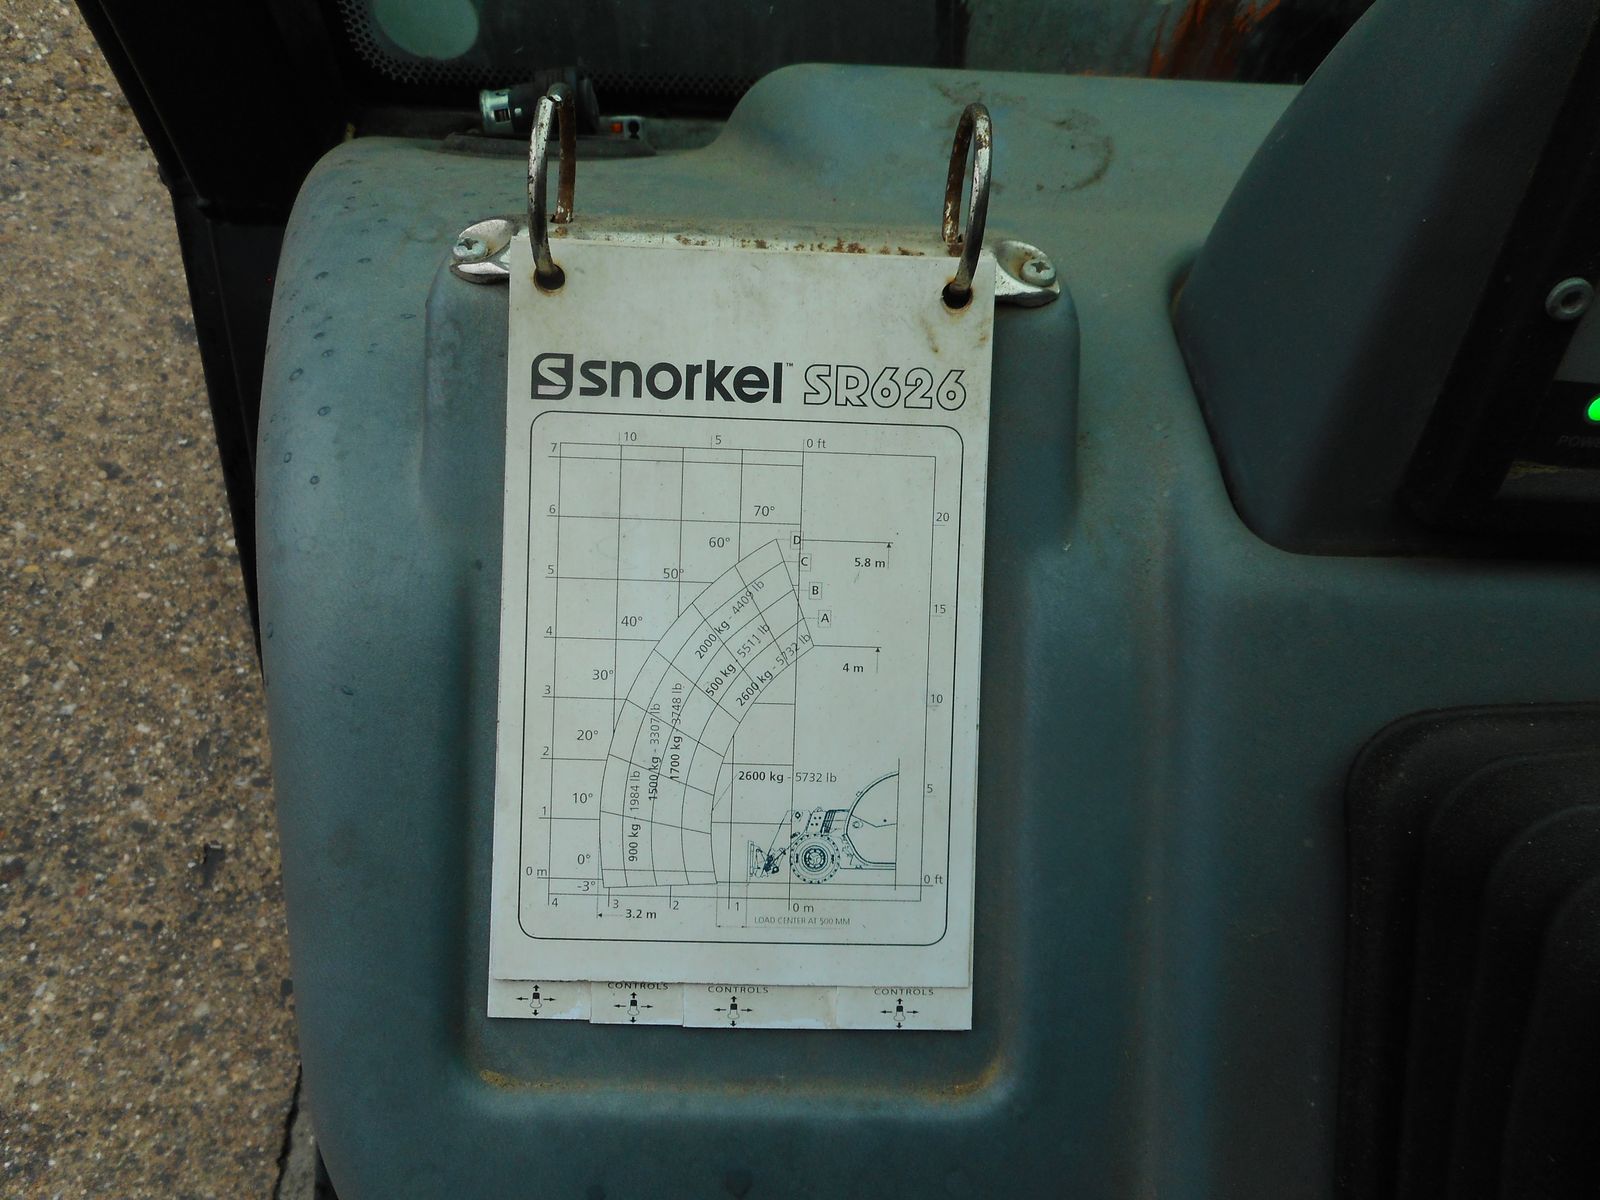 snorkel™ SR626
10 5 0 ft
7
6
5
4
3
2
1
0 m
20
15
10
5
0 ft
70°
60°
50°
40°
30°
20°
10°
0°
-3°
D
C
B
A
5.8 m
4 m
2000 kg - 4409 lb
500 kg - 5511 lb
2600 kg - 5732 lb
1700 kg - 3748 lb
1500 kg - 3307 lb
900 kg - 1984 lb
2600 kg - 5732 lb
4 3 2 1 0 m
3.2 m
LOAD CENTER AT 500 MM
CONTROLS CONTROLS CONTROLS